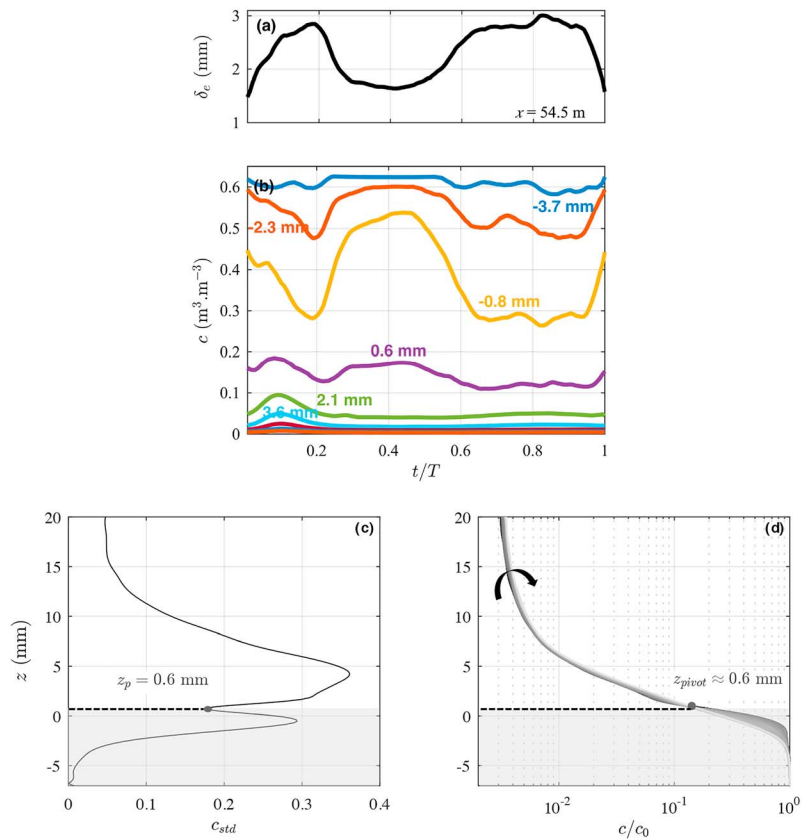 (a)
3
2
1
δe (mm)
x = 54.5 m
(b)
0.6
0.5
0.4
0.3
0.2
0.1
0
c (m³.m⁻³)
-3.7 mm
-2.3 mm
-0.8 mm
0.6 mm
2.1 mm
3.6 mm
0.2 0.4 0.6 0.8 1
t/T
(c)
20
15
10
5
0
-5
z (mm)
zp = 0.6 mm
0 0.1 0.2 0.3 0.4
cstd
(d)
20
15
10
5
0
-5
zpivot ≈ 0.6 mm
10⁻² 10⁻¹ 10⁰
c/c0